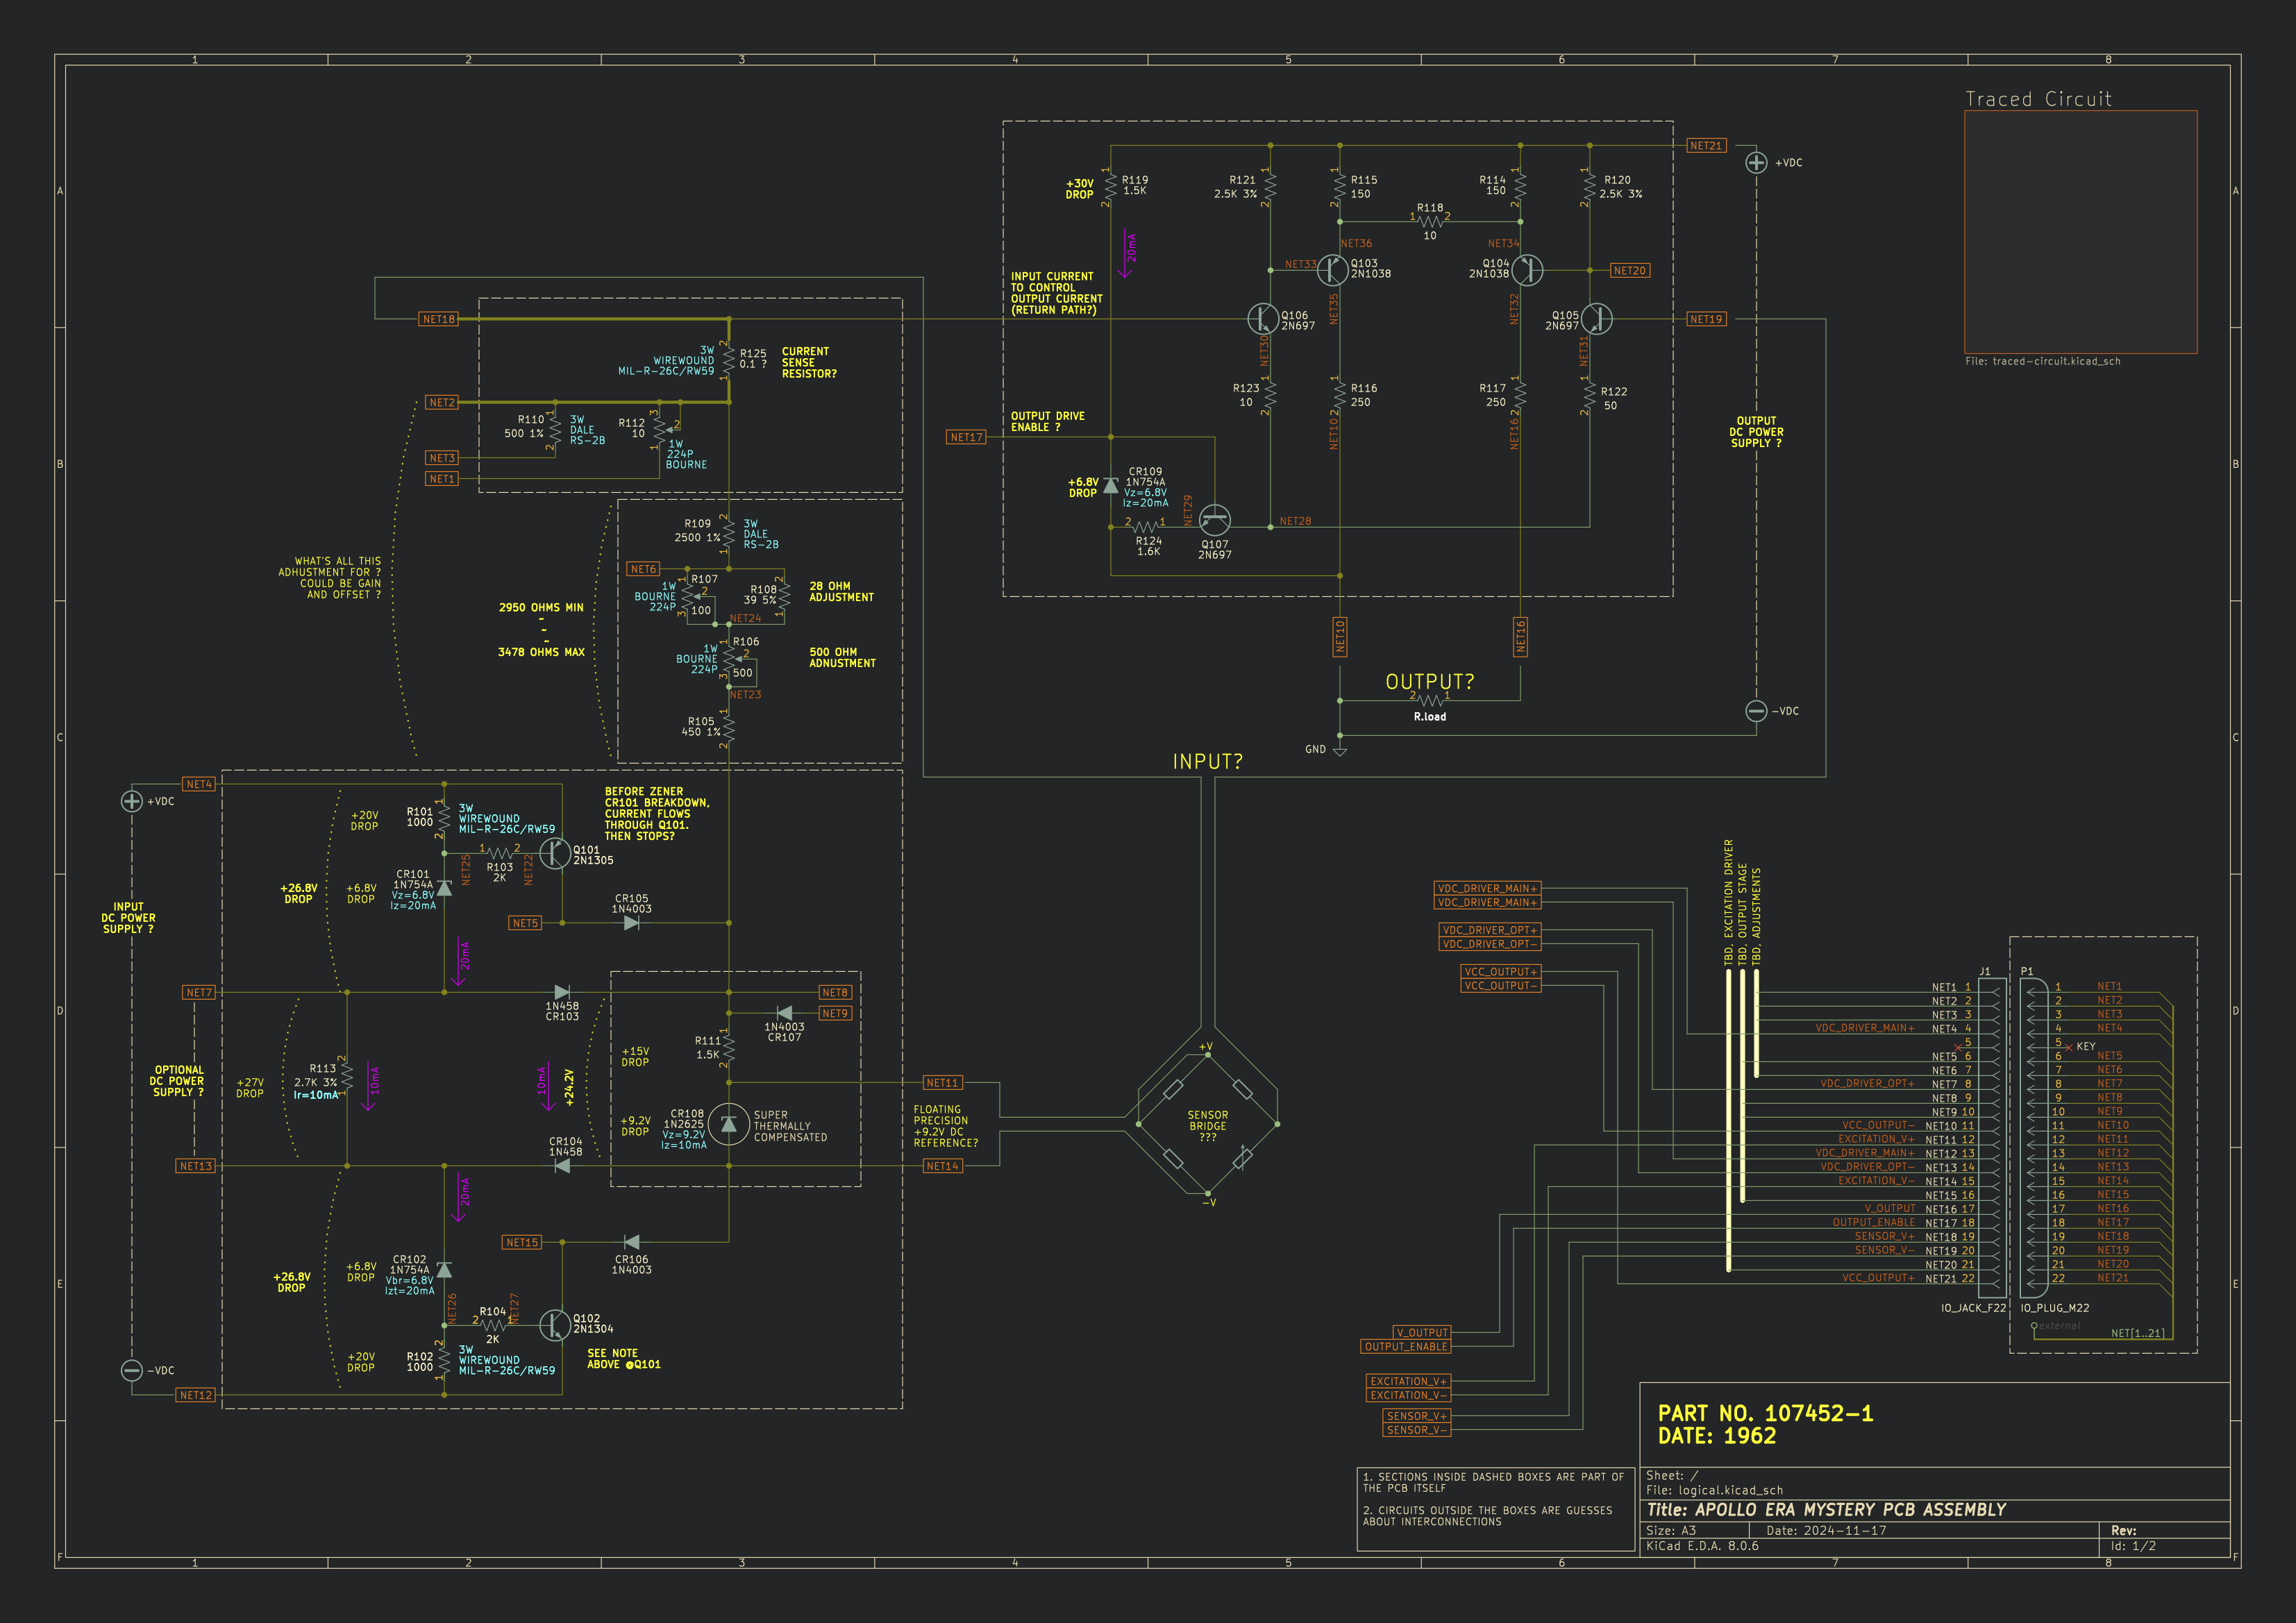 1 2 3 4 5 6 7 8
A
B
C
D
E
F
Traced Circuit
File: traced-circuit.kicad_sch
NET21
+VDC
+30V
DROP
R119
1.5K
R121
2.5K 3%
R115
150
R114
150
R120
2.5K 3%
R118
10
20mA
NET36
NET34
NET33
Q103
2N1038
Q104
2N1038
NET20
INPUT CURRENT
TO CONTROL
OUTPUT CURRENT
(RETURN PATH?)
NET35
NET32
Q106
2N697
Q105
2N697
NET19
NET30
NET31
R123
10
R116
250
R117
250
R122
50
OUTPUT DRIVE
ENABLE ?
NET17
NET10
NET16
OUTPUT
DC POWER
SUPPLY ?
+6.8V
DROP
CR109
1N754A
Vz=6.8V
Iz=20mA
NET29
NET28
R124
1.6K
Q107
2N697
NET10
NET16
OUTPUT?
R.load
GND
-VDC
INPUT?
NET18
3W
WIREWOUND
MIL-R-26C/RW59
R125
0.1 ?
CURRENT
SENSE
RESISTOR?
NET2
R110
500 1%
3W
DALE
RS-2B
R112
10
1W
224P
BOURNE
NET3
NET1
WHAT'S ALL THIS
ADHUSTMENT FOR ?
COULD BE GAIN
AND OFFSET ?
R109
2500 1%
3W
DALE
RS-2B
NET6
R107
1W
BOURNE
224P
100
R108
39 5%
28 OHM
ADJUSTMENT
NET24
2950 OHMS MIN
~
~
~
3478 OHMS MAX
R106
1W
BOURNE
224P
500
500 OHM
ADNUSTMENT
NET23
R105
450 1%
NET4
+VDC
+20V
DROP
R101
1000
3W
WIREWOUND
MIL-R-26C/RW59
BEFORE ZENER
CR101 BREAKDOWN,
CURRENT FLOWS
THROUGH Q101.
THEN STOPS?
Q101
2N1305
NET25
R103
2K
NET22
+26.8V
DROP
+6.8V
DROP
CR101
1N754A
Vz=6.8V
Iz=20mA
CR105
1N4003
NET5
INPUT
DC POWER
SUPPLY ?
20mA
NET7
1N458
CR103
NET8
NET9
1N4003
CR107
R111
1.5K
+15V
DROP
OPTIONAL
DC POWER
SUPPLY ?
+27V
DROP
R113
2.7K 3%
Ir=10mA
10mA
10mA
+24.2V
NET11
+9.2V
DROP
CR108
1N2625
Vz=9.2V
Iz=10mA
SUPER
THERMALLY
COMPENSATED
FLOATING
PRECISION
+9.2V DC
REFERENCE?
CR104
1N458
NET13
NET14
20mA
NET15
CR106
1N4003
+26.8V
DROP
+6.8V
DROP
CR102
1N754A
Vbr=6.8V
Izt=20mA
NET26
R104
2K
NET27
Q102
2N1304
+20V
DROP
R102
1000
3W
WIREWOUND
MIL-R-26C/RW59
SEE NOTE
ABOVE @Q101
-VDC
NET12
+V
SENSOR
BRIDGE
???
-V
VDC_DRIVER_MAIN+
VDC_DRIVER_MAIN+
VDC_DRIVER_OPT+
VDC_DRIVER_OPT-
VCC_OUTPUT+
VCC_OUTPUT-
TBD, EXCITATION DRIVER
TBD, OUTPUT STAGE
TBD, ADJUSTMENTS
J1
P1
NET1 1 1 NET1
NET2 2 2 NET2
NET3 3 3 NET3
VDC_DRIVER_MAIN+ NET4 4 4 NET4
5 5 KEY
NET5 6 6 NET5
NET6 7 7 NET6
VDC_DRIVER_OPT+ NET7 8 8 NET7
NET8 9 9 NET8
NET9 10 10 NET9
VCC_OUTPUT- NET10 11 11 NET10
EXCITATION_V+ NET11 12 12 NET11
VDC_DRIVER_MAIN+ NET12 13 13 NET12
VDC_DRIVER_OPT- NET13 14 14 NET13
EXCITATION_V- NET14 15 15 NET14
NET15 16 16 NET15
V_OUTPUT NET16 17 17 NET16
OUTPUT_ENABLE NET17 18 18 NET17
SENSOR_V+ NET18 19 19 NET18
SENSOR_V- NET19 20 20 NET19
NET20 21 21 NET20
VCC_OUTPUT+ NET21 22 22 NET21
IO_JACK_F22
IO_PLUG_M22
external
NET[1..21]
V_OUTPUT
OUTPUT_ENABLE
EXCITATION_V+
EXCITATION_V-
SENSOR_V+
SENSOR_V-
1. SECTIONS INSIDE DASHED BOXES ARE PART OF
THE PCB ITSELF
2. CIRCUITS OUTSIDE THE BOXES ARE GUESSES
ABOUT INTERCONNECTIONS
PART NO. 107452-1
DATE: 1962
Sheet: /
File: logical.kicad_sch
Title: APOLLO ERA MYSTERY PCB ASSEMBLY
Size: A3
Date: 2024-11-17
Rev:
KiCad E.D.A. 8.0.6
Id: 1/2
1 2 3 4 5 6 7 8